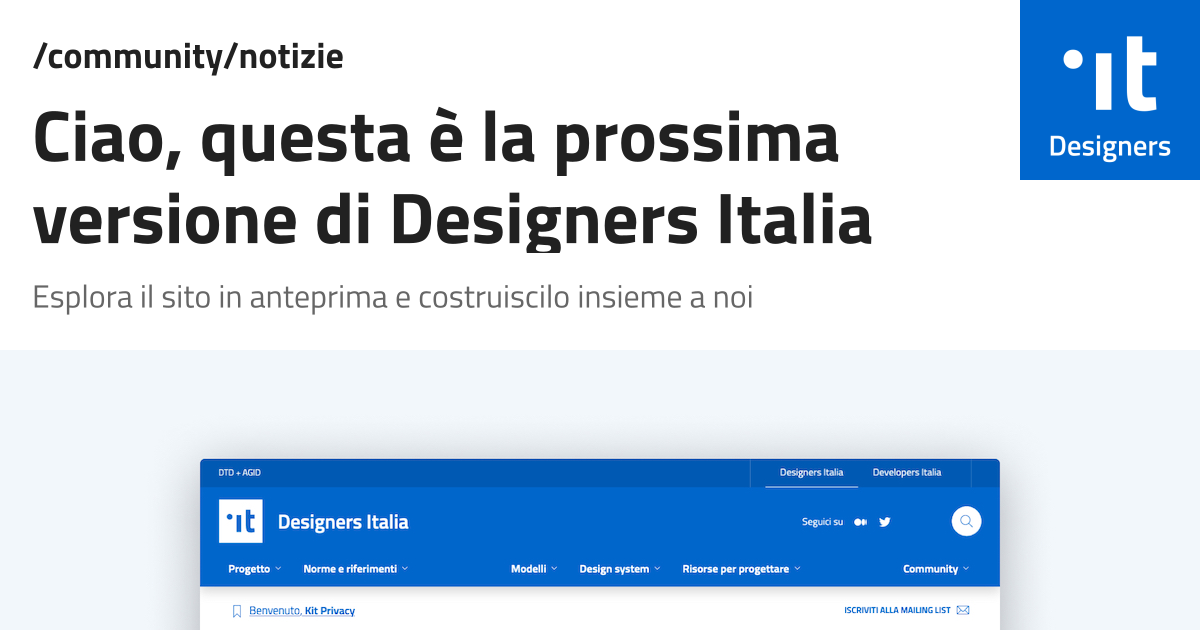 /community/notizie
Ciao, questa è la prossima
versione di Designers Italia
Esplora il sito in anteprima e costruiscilo insieme a noi
it
Designers
DTD + AGID
Designers Italia
Developers Italia
it
Designers Italia
Seguici su
Progetto
Norme e riferimenti
Modelli
Design system
Risorse per progettare
Community
Benvenuto, Kit Privacy
ISCRIVITI ALLA MAILING LIST